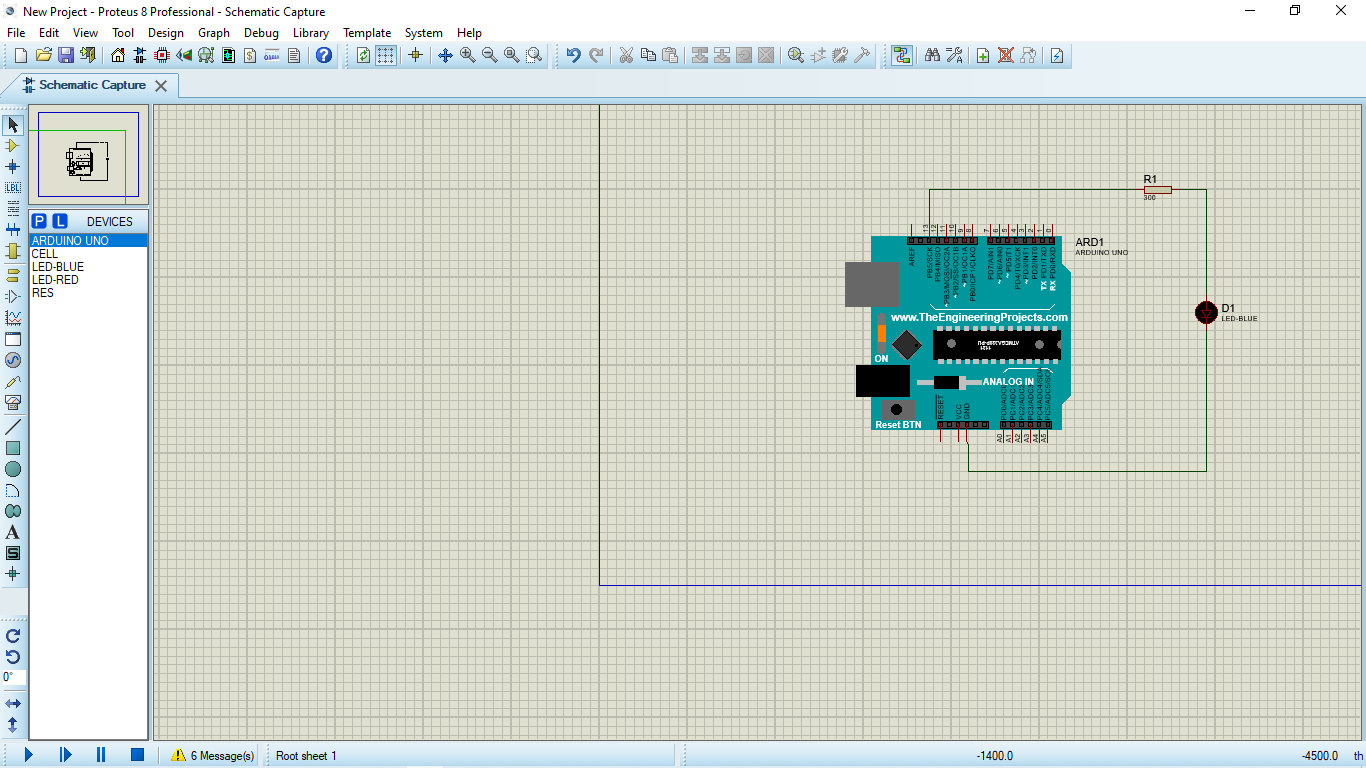 New Project - Proteus 8 Professional - Schematic Capture
File Edit View Tool Design Graph Debug Library Template System Help
Schematic Capture
LBL
P L DEVICES
ARDUINO UNO
CELL
LED-BLUE
LED-RED
RES
A
S
0°
R1
300
13 12 11 10 9 8 7 6 5 4 3 2 1 0
ARD1
ARDUINO UNO
AREF
PB5/SCK
PB4/MISO
~PB3/MOSI/OC2A
~PB2/SS/OC1B
~PB1/OC1A
PB0/ICP1/CLKO
PD7/AIN1
~PD6/AIN0
~PD5/T1
PD4/T0/XCK
~PD3/INT1
PD2/INT0
TX PD1/TXD
RX PD0/RXD
www.TheEngineeringProjects.com
D1
LED-BLUE
ATMEGA328P-PU
1121
ON
ANALOG IN
RESET
VCC
GND
PC0/ADC0
PC1/ADC1
PC2/ADC2
PC3/ADC3
PC4/ADC4/SDA
PC5/ADC5/SCL
Reset BTN
A0 A1 A2 A3 A4 A5
6 Message(s) Root sheet 1 -1400.0 -4500.0 th